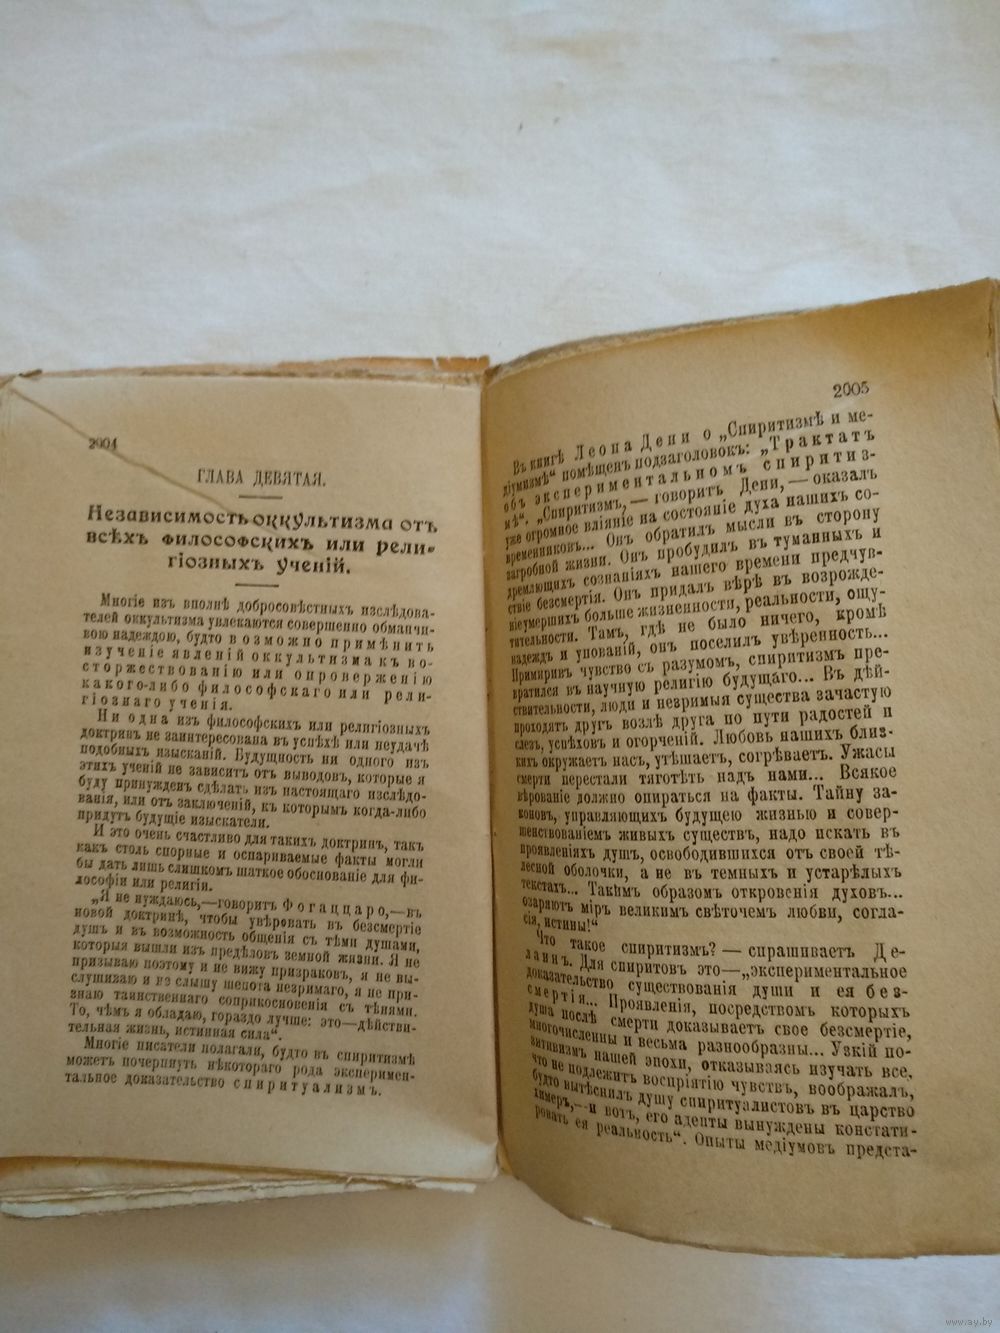 2004
ГЛАВА ДЕВЯТАЯ.
Независимость оккультизма отъ
всѣхъ философскихъ или рели-
гіозныхъ ученій.
Многіе изъ вполнѣ добросовѣстныхъ изслѣдова-
телей оккультизма увлекаются совершенно обманчи-
вою надеждою, будто возможно примѣнить
изученіе явленій оккультизма къ во-
сторжествованію или опроверженію
какого-либо философскаго или рели-
гіознаго ученія.
Ни одна изъ философскихъ или религіозныхъ
доктринъ не заинтересована въ успѣхѣ или неудачѣ
подобныхъ изысканій. Будущность ни одного изъ
этихъ ученій не зависитъ отъ выводовъ, которые я
буду принужденъ сдѣлать изъ настоящаго изслѣдо-
ванія, или отъ заключеній, къ которымъ когда-либо
придутъ будущіе изыскатели.
И это очень счастливо для такихъ доктринъ, такъ
какъ столь спорные и оспариваемые факты могли
бы дать лишь слишкомъ шаткое обоснованіе для фи-
лософіи или религіи.
„Я не нуждаюсь,—говоритъ Фогаццаро,—въ
новой доктринѣ, чтобы увѣровать въ безсмертіе
душъ и въ возможность общенія съ тѣми душами,
которыя вышли изъ предѣловъ земной жизни. Я не
призываю поэтому и не вижу призраковъ, я не вы-
слушиваю и не слышу шепота незримаго, я не при-
знаю таинственнаго соприкосновенія съ тѣнями.
То, чѣмъ я обладаю, гораздо лучше: это—дѣйстви-
тельная жизнь, истинная сила“.
Многіе писатели полагали, будто въ спиритизмѣ
можетъ почерпнуть нѣкотораго рода эксперимен-
тальное доказательство спиритуализмъ.
2005
Въ книгѣ Леона Дени о „Спиритизмѣ и ме-
діумизмѣ“ помѣщенъ подзаголовокъ: „Трактатъ
объ экспериментальномъ спиритиз-
мѣ“. „Спиритизмъ,—говоритъ Дени,—оказалъ
уже огромное вліяніе на состояніе духа нашихъ со-
временниковъ... Онъ обратилъ мысли въ сторону
загробной жизни. Онъ пробудилъ въ туманныхъ и
дремлющихъ сознаніяхъ нашего времени предчув-
ствіе безсмертія. Онъ придалъ вѣрѣ въ возрожде-
ніе умершихъ больше жизненности, реальности, ощу-
тительности. Тамъ, гдѣ не было ничего, кромѣ
надеждъ и упованій, онъ поселилъ увѣренность...
Примиривъ чувство съ разумомъ, спиритизмъ пре-
вратился въ научную религію будущаго... Въ дѣй-
ствительности, люди и незримыя существа зачастую
проходятъ другъ возлѣ друга по пути радостей и
слезъ, успѣховъ и огорченій. Любовь нашихъ близ-
кихъ окружаетъ насъ, утѣшаетъ, согрѣваетъ. Ужасы
смерти перестали тяготѣть надъ нами... Всякое
вѣрованіе должно опираться на факты. Тайну за-
коновъ, управляющихъ будущею жизнью и совер-
шенствованіемъ живыхъ существъ, надо искать въ
проявленіяхъ душъ, освободившихся отъ своей тѣ-
лесной оболочки, а не въ темныхъ и устарѣлыхъ
текстахъ... Такимъ образомъ откровенія духовъ...
озаряютъ міръ великимъ свѣточемъ любви, согла-
сія, истины!“
Что такое спиритизмъ? — спрашиваетъ Де-
ланнъ. Для спиритовъ это—„экспериментальное
доказательство существованія души и ея без-
смертія... Проявленія, посредствомъ которыхъ
душа послѣ смерти доказываетъ свое безсмертіе,
многочисленны и весьма разнообразны... Узкій по-
зитивизмъ нашей эпохи, отказываясь изучать все,
что не подлежитъ воспріятію чувствъ, воображалъ,
будто вытѣснилъ душу спиритуалистовъ въ царство
химеръ,—и вотъ, его адепты вынуждены констати-
ровать ея реальность“. Опыты медіумовъ предста-
www.ay.by